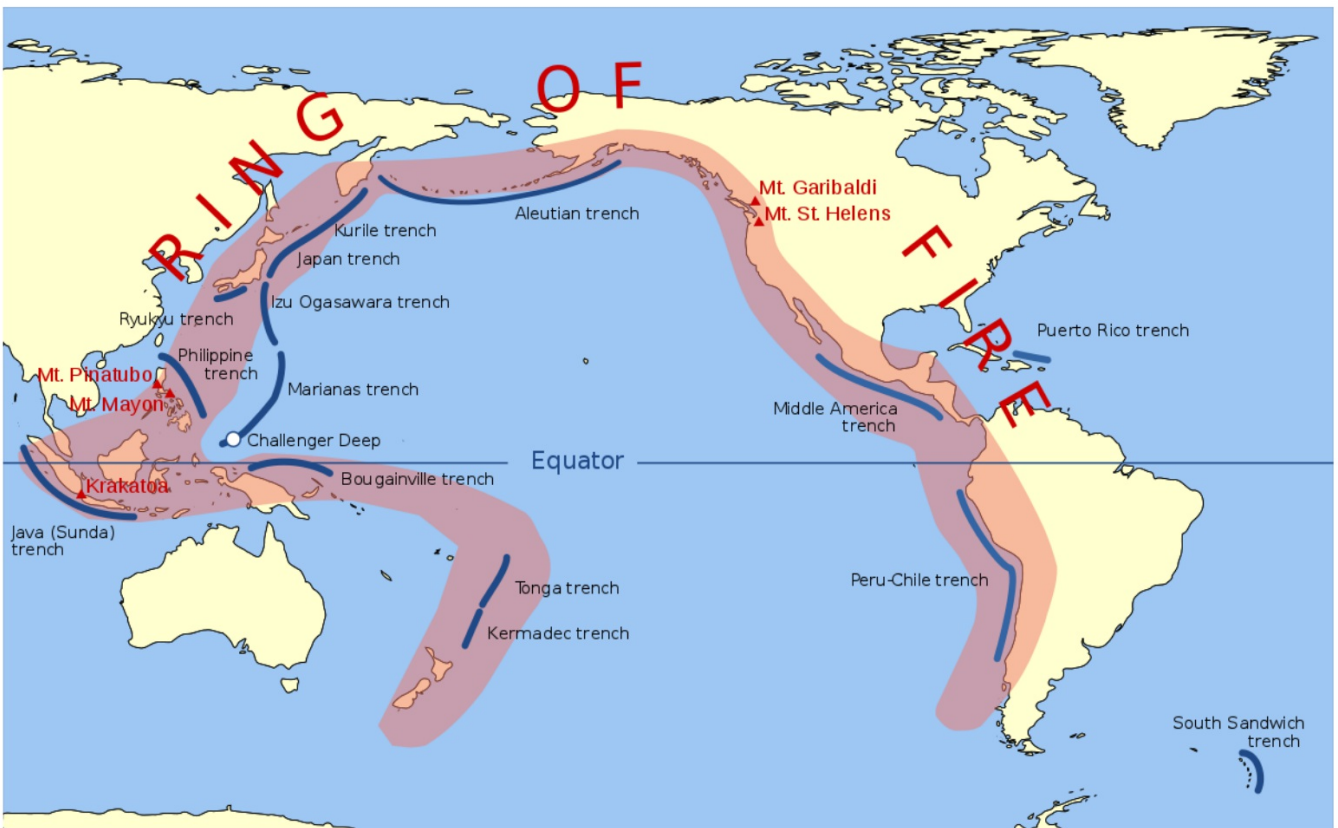 RING OF FIRE
Mt. Garibaldi
Mt. St. Helens
Aleutian trench
Kurile trench
Japan trench
Izu Ogasawara trench
Ryukyu trench
Puerto Rico trench
Philippine
trench
Mt. Pinatubo
Mt. Mayon
Marianas trench
Middle America
trench
Challenger Deep
Equator
Bougainville trench
Krakatoa
Java (Sunda)
trench
Peru-Chile trench
Tonga trench
Kermadec trench
South Sandwich
trench